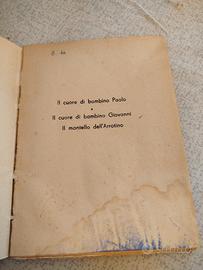 Il cuore di bambino Paolo
•
Il cuore di bambino Giovanni
Il mantello dell'Arrotino